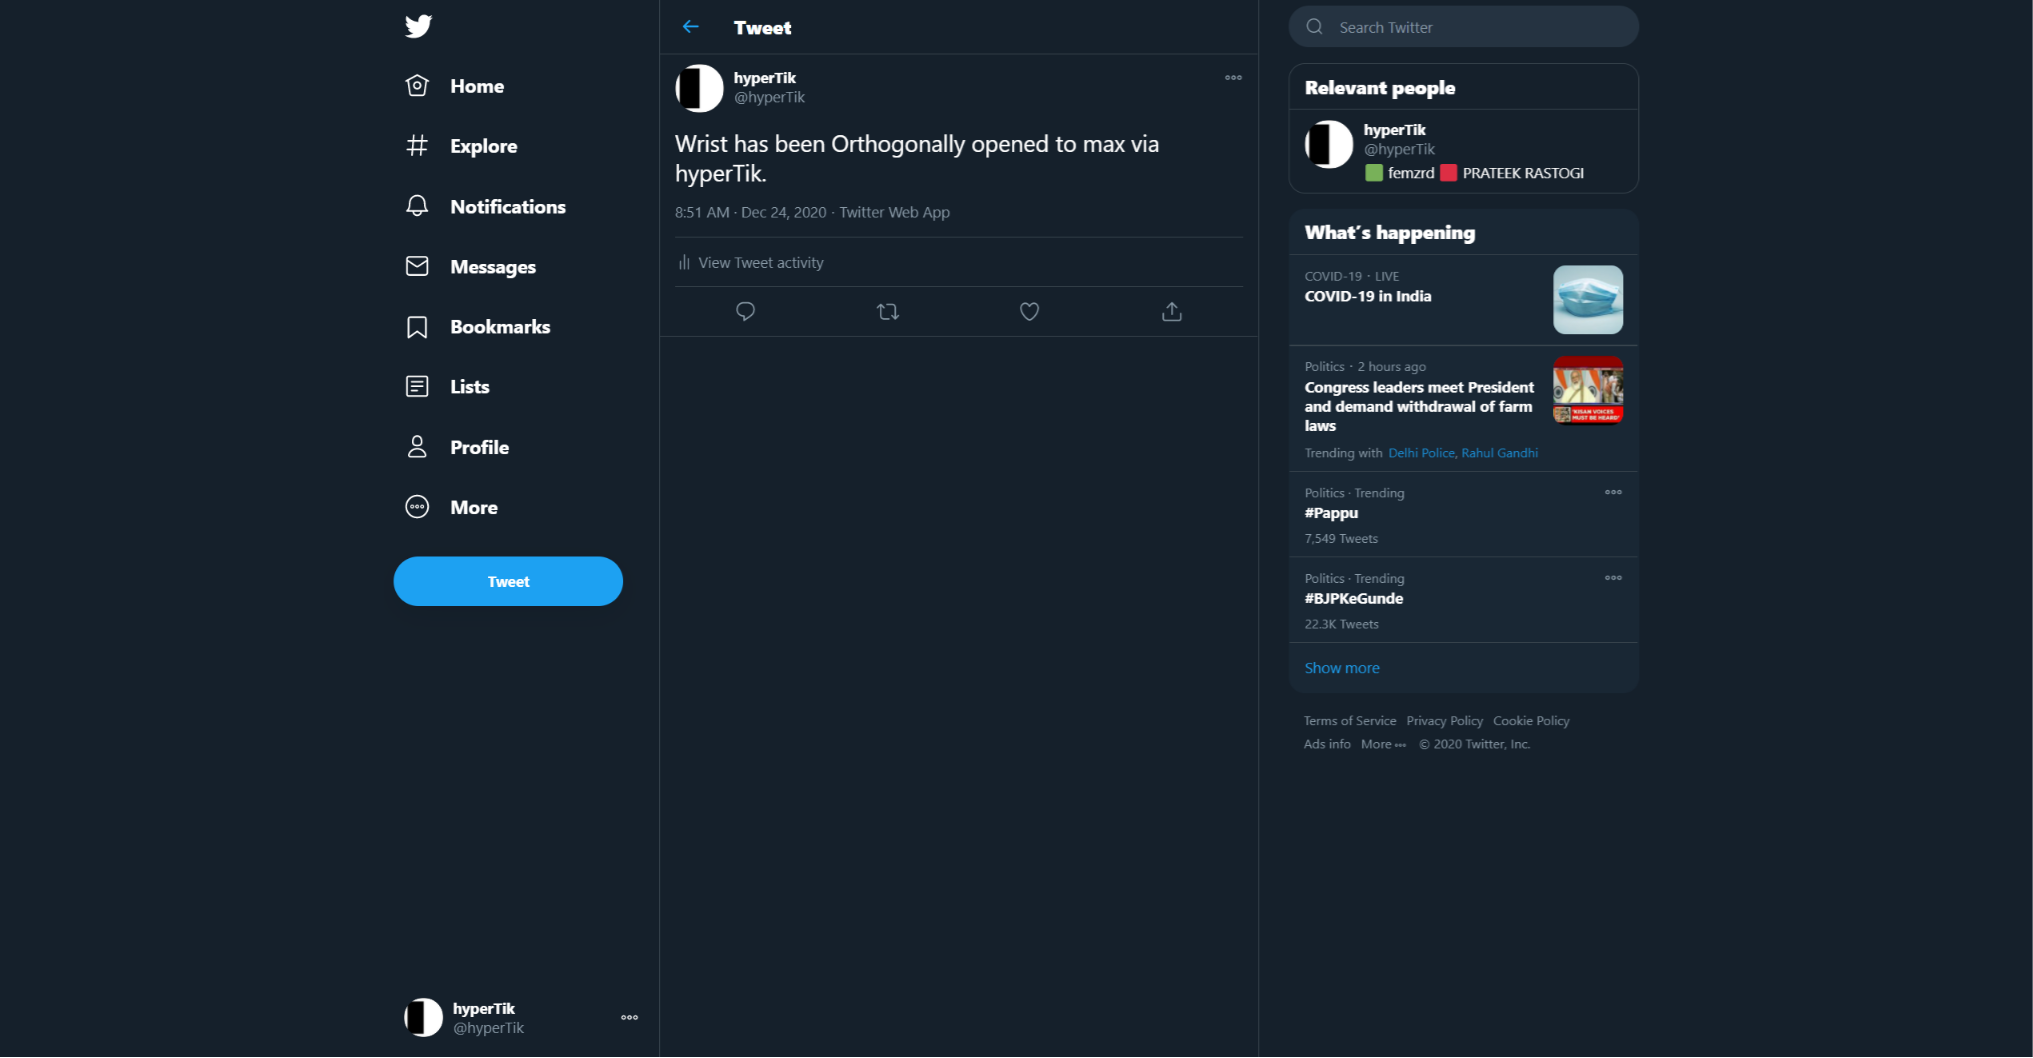 Home
Explore
Notifications
Messages
Bookmarks
Lists
Profile
More
Tweet
hyperTik
@hyperTik
Tweet
hyperTik
@hyperTik
Wrist has been Orthogonally opened to max via
hyperTik.
8:51 AM · Dec 24, 2020 · Twitter Web App
View Tweet activity
Search Twitter
Relevant people
hyperTik
@hyperTik
femzrd PRATEEK RASTOGI
What's happening
COVID-19 · LIVE
COVID-19 in India
Politics · 2 hours ago
Congress leaders meet President
and demand withdrawal of farm
laws
"KISAN VOICES
MUST BE HEARD"
Trending with Delhi Police, Rahul Gandhi
Politics · Trending
#Pappu
7,549 Tweets
Politics · Trending
#BJPKeGunde
22.3K Tweets
Show more
Terms of Service Privacy Policy Cookie Policy
Ads info More © 2020 Twitter, Inc.